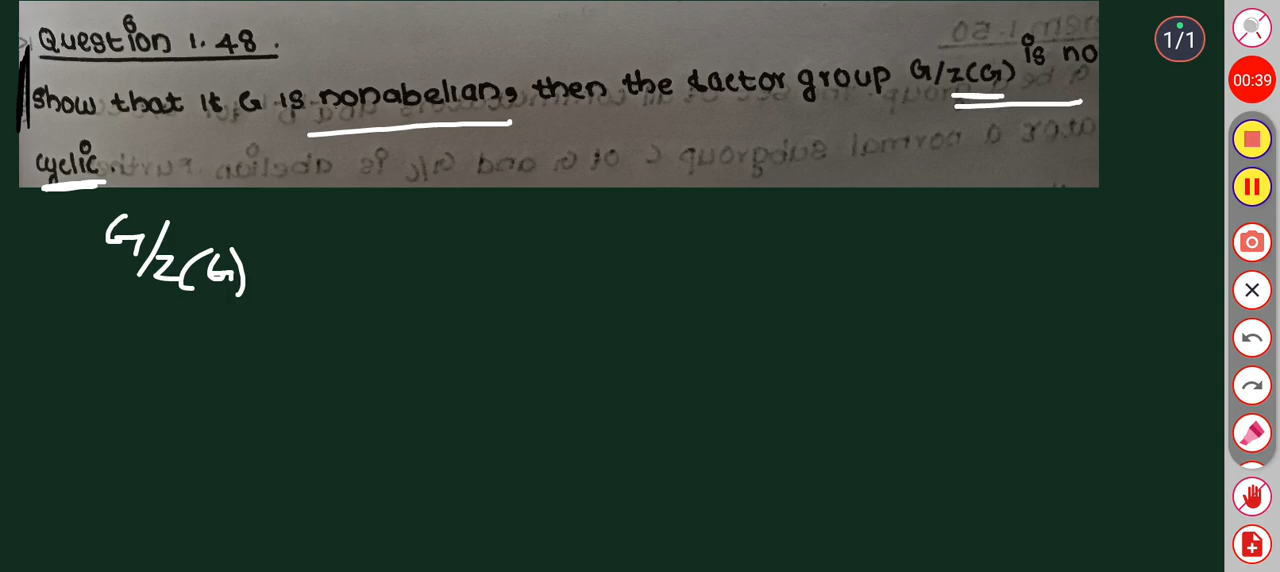 Question 1.48.
show that if G is nonabelian, then the factor group G/Z(G) is no
cyclic.
G/Z(G)
1/1
00:39